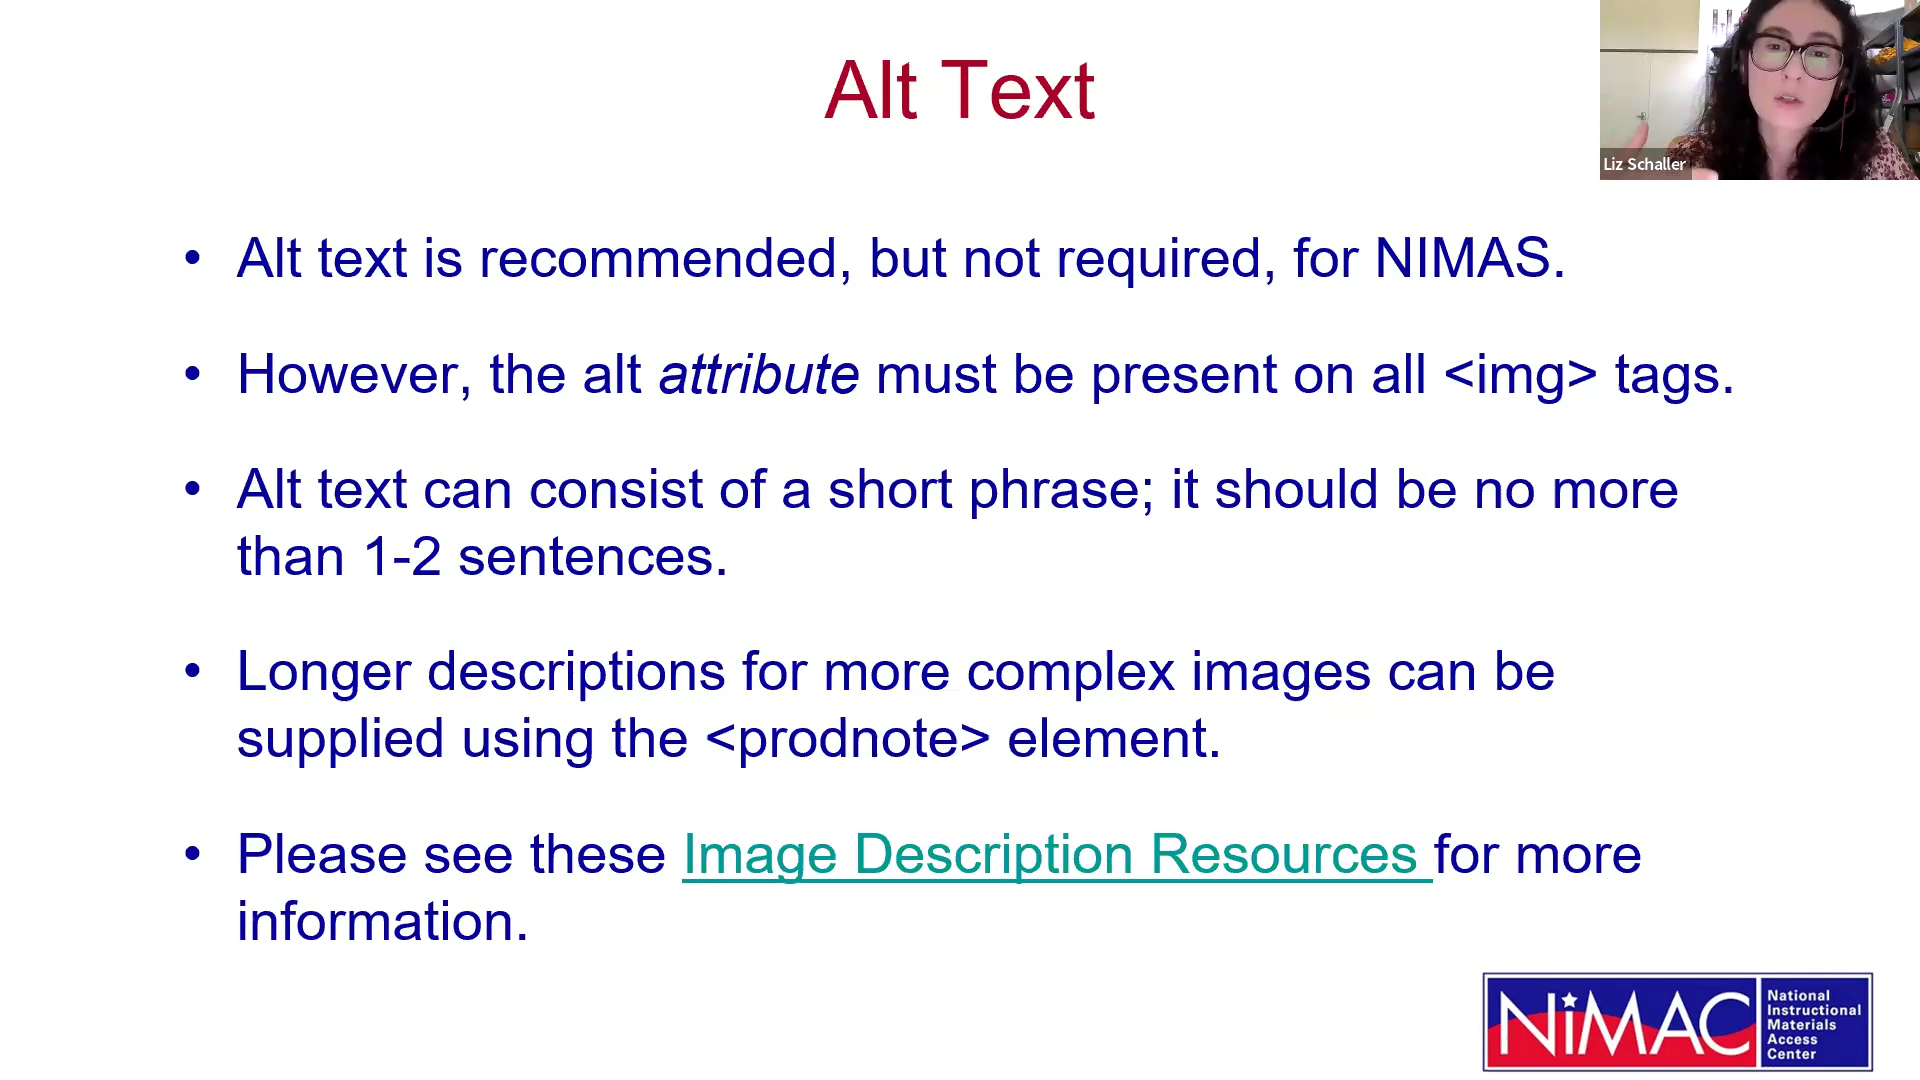 Alt Text
Liz Schaller
• Alt text is recommended, but not required, for NIMAS.
• However, the alt attribute must be present on all <img> tags.
• Alt text can consist of a short phrase; it should be no more
than 1-2 sentences.
• Longer descriptions for more complex images can be
supplied using the <prodnote> element.
• Please see these Image Description Resources for more
information.
NiMAC
National
Instructional
Materials
Access
Center